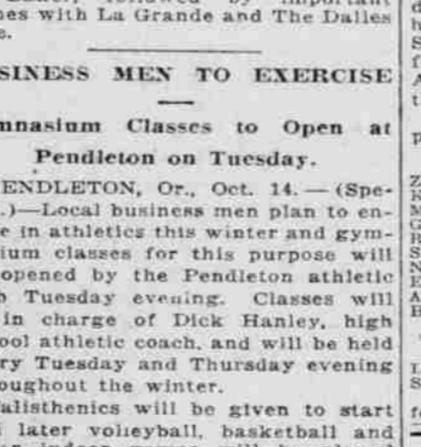 nes with La Grande and The Dalles
e.
SINESS MEN TO EXERCISE
mnasium Classes to Open at
Pendleton on Tuesday.
ENDLETON, Or., Oct. 14. — (Spe-
.)—Local business men plan to en-
e in athletics this winter and gym-
ium classes for this purpose will
opened by the Pendleton athletic
b Tuesday evening. Classes will
in charge of Dick Hanley, high
ool athletic coach, and will be held
ry Tuesday and Thursday evening
oughout the winter.
alisthenics will be given to start
later volleyball, basketball and